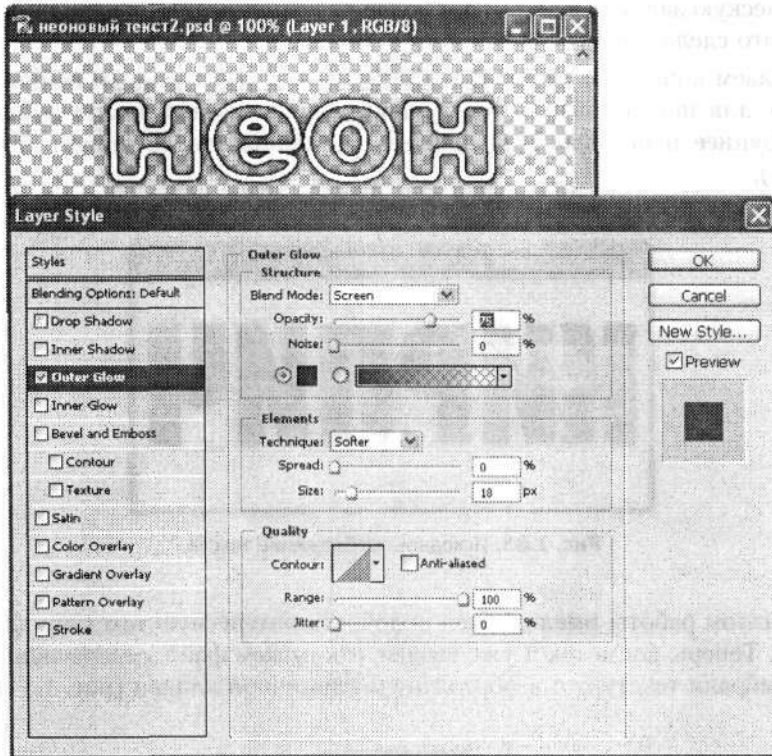 неоновый текст2.psd @ 100% (Layer 1, RGB/8)
неон
Layer Style
Styles
Blending Options: Default
Drop Shadow
Inner Shadow
Outer Glow
Inner Glow
Bevel and Emboss
Contour
Texture
Satin
Color Overlay
Gradient Overlay
Pattern Overlay
Stroke
Outer Glow
Structure
Blend Mode: Screen
Opacity: 75 %
Noise: 0 %
Elements
Technique: Softer
Spread: 0 %
Size: 18 px
Quality
Contour:
Anti-aliased
Range: 100 %
Jitter: 0 %
OK
Cancel
New Style...
Preview